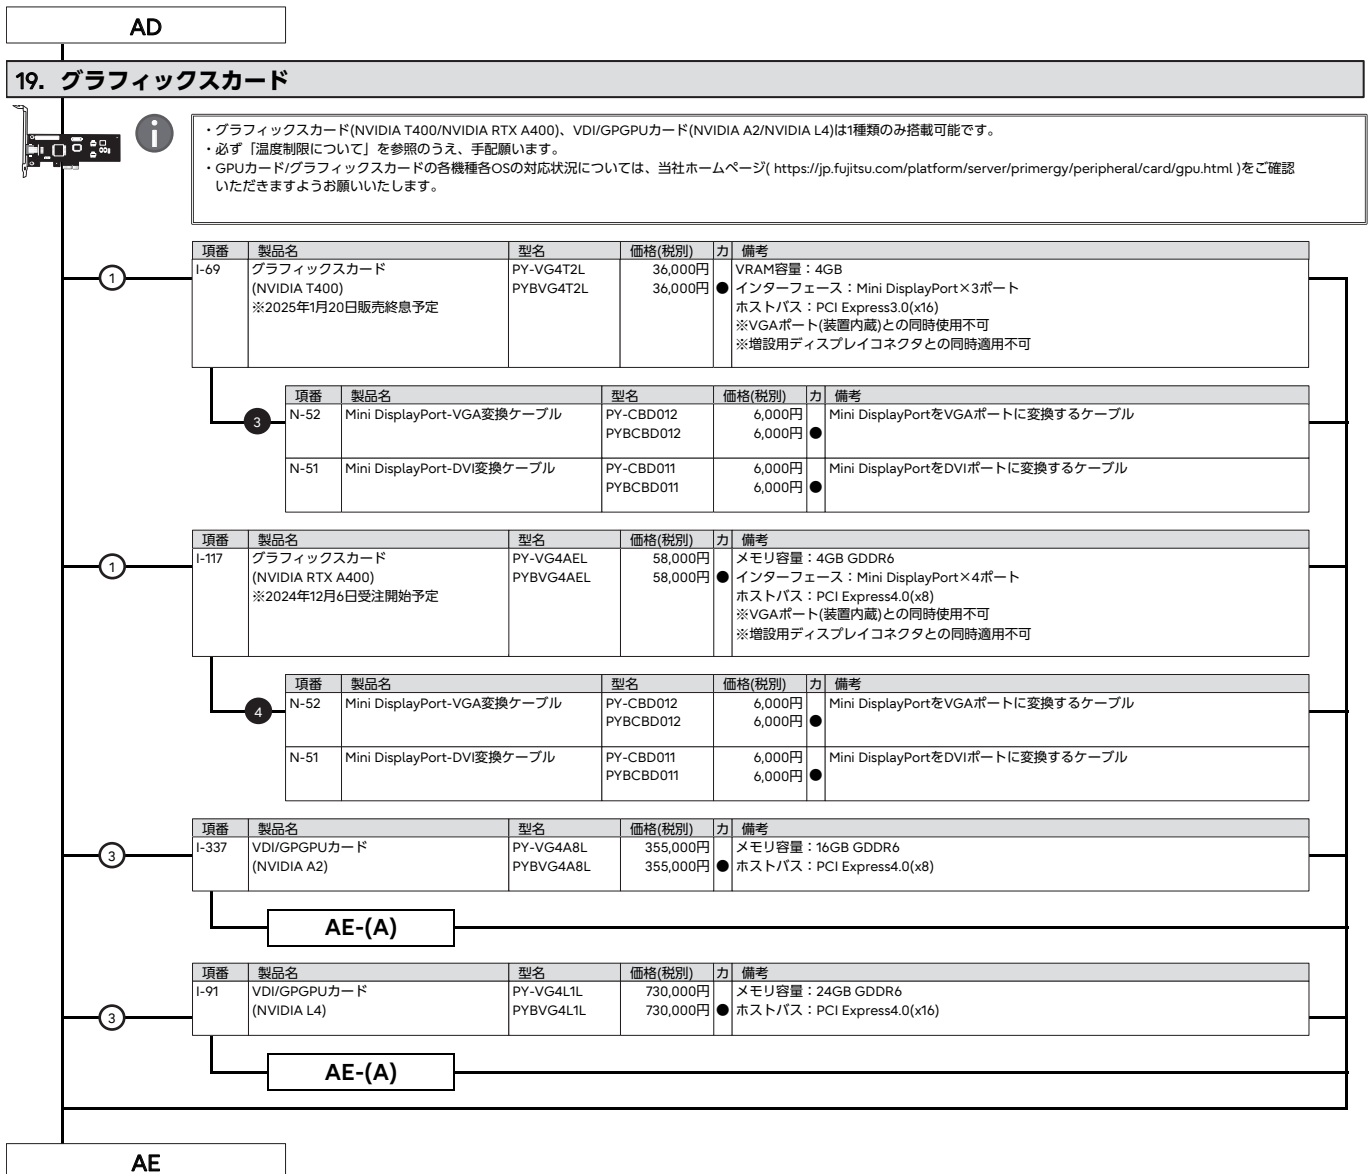 AD
19. グラフィックスカード
・グラフィックスカード(NVIDIA T400/NVIDIA RTX A400)、VDI/GPGPUカード(NVIDIA A2/NVIDIA L4)は1種類のみ搭載可能です。
・必ず「温度制限について」を参照のうえ、手配願います。
・GPUカード/グラフィックスカードの各機種各OSの対応状況については、当社ホームページ( https://jp.fujitsu.com/platform/server/primergy/peripheral/card/gpu.html )をご確認
いただきますようお願いいたします。
項番 製品名 型名 価格(税別) カ 備考
1 I-69 グラフィックスカード PY-VG4T2L 36,000円 VRAM容量：4GB
(NVIDIA T400) PYBVG4T2L 36,000円 ● インターフェース：Mini DisplayPort×3ポート
※2025年1月20日販売終息予定 ホストバス：PCI Express3.0(x16)
※VGAポート(装置内蔵)との同時使用不可
※増設用ディスプレイコネクタとの同時適用不可
項番 製品名 型名 価格(税別) カ 備考
3 N-52 Mini DisplayPort-VGA変換ケーブル PY-CBD012 6,000円 Mini DisplayPortをVGAポートに変換するケーブル
PYBCBD012 6,000円 ●
N-51 Mini DisplayPort-DVI変換ケーブル PY-CBD011 6,000円 Mini DisplayPortをDVIポートに変換するケーブル
PYBCBD011 6,000円 ●
項番 製品名 型名 価格(税別) カ 備考
1 I-117 グラフィックスカード PY-VG4AEL 58,000円 メモリ容量：4GB GDDR6
(NVIDIA RTX A400) PYBVG4AEL 58,000円 ● インターフェース：Mini DisplayPort×4ポート
※2024年12月6日受注開始予定 ホストバス：PCI Express4.0(x8)
※VGAポート(装置内蔵)との同時使用不可
※増設用ディスプレイコネクタとの同時適用不可
項番 製品名 型名 価格(税別) カ 備考
4 N-52 Mini DisplayPort-VGA変換ケーブル PY-CBD012 6,000円 Mini DisplayPortをVGAポートに変換するケーブル
PYBCBD012 6,000円 ●
N-51 Mini DisplayPort-DVI変換ケーブル PY-CBD011 6,000円 Mini DisplayPortをDVIポートに変換するケーブル
PYBCBD011 6,000円 ●
項番 製品名 型名 価格(税別) カ 備考
3 I-337 VDI/GPGPUカード PY-VG4A8L 355,000円 メモリ容量：16GB GDDR6
(NVIDIA A2) PYBVG4A8L 355,000円 ● ホストバス：PCI Express4.0(x8)
AE-(A)
項番 製品名 型名 価格(税別) カ 備考
3 I-91 VDI/GPGPUカード PY-VG4L1L 730,000円 メモリ容量：24GB GDDR6
(NVIDIA L4) PYBVG4L1L 730,000円 ● ホストバス：PCI Express4.0(x16)
AE-(A)
AE